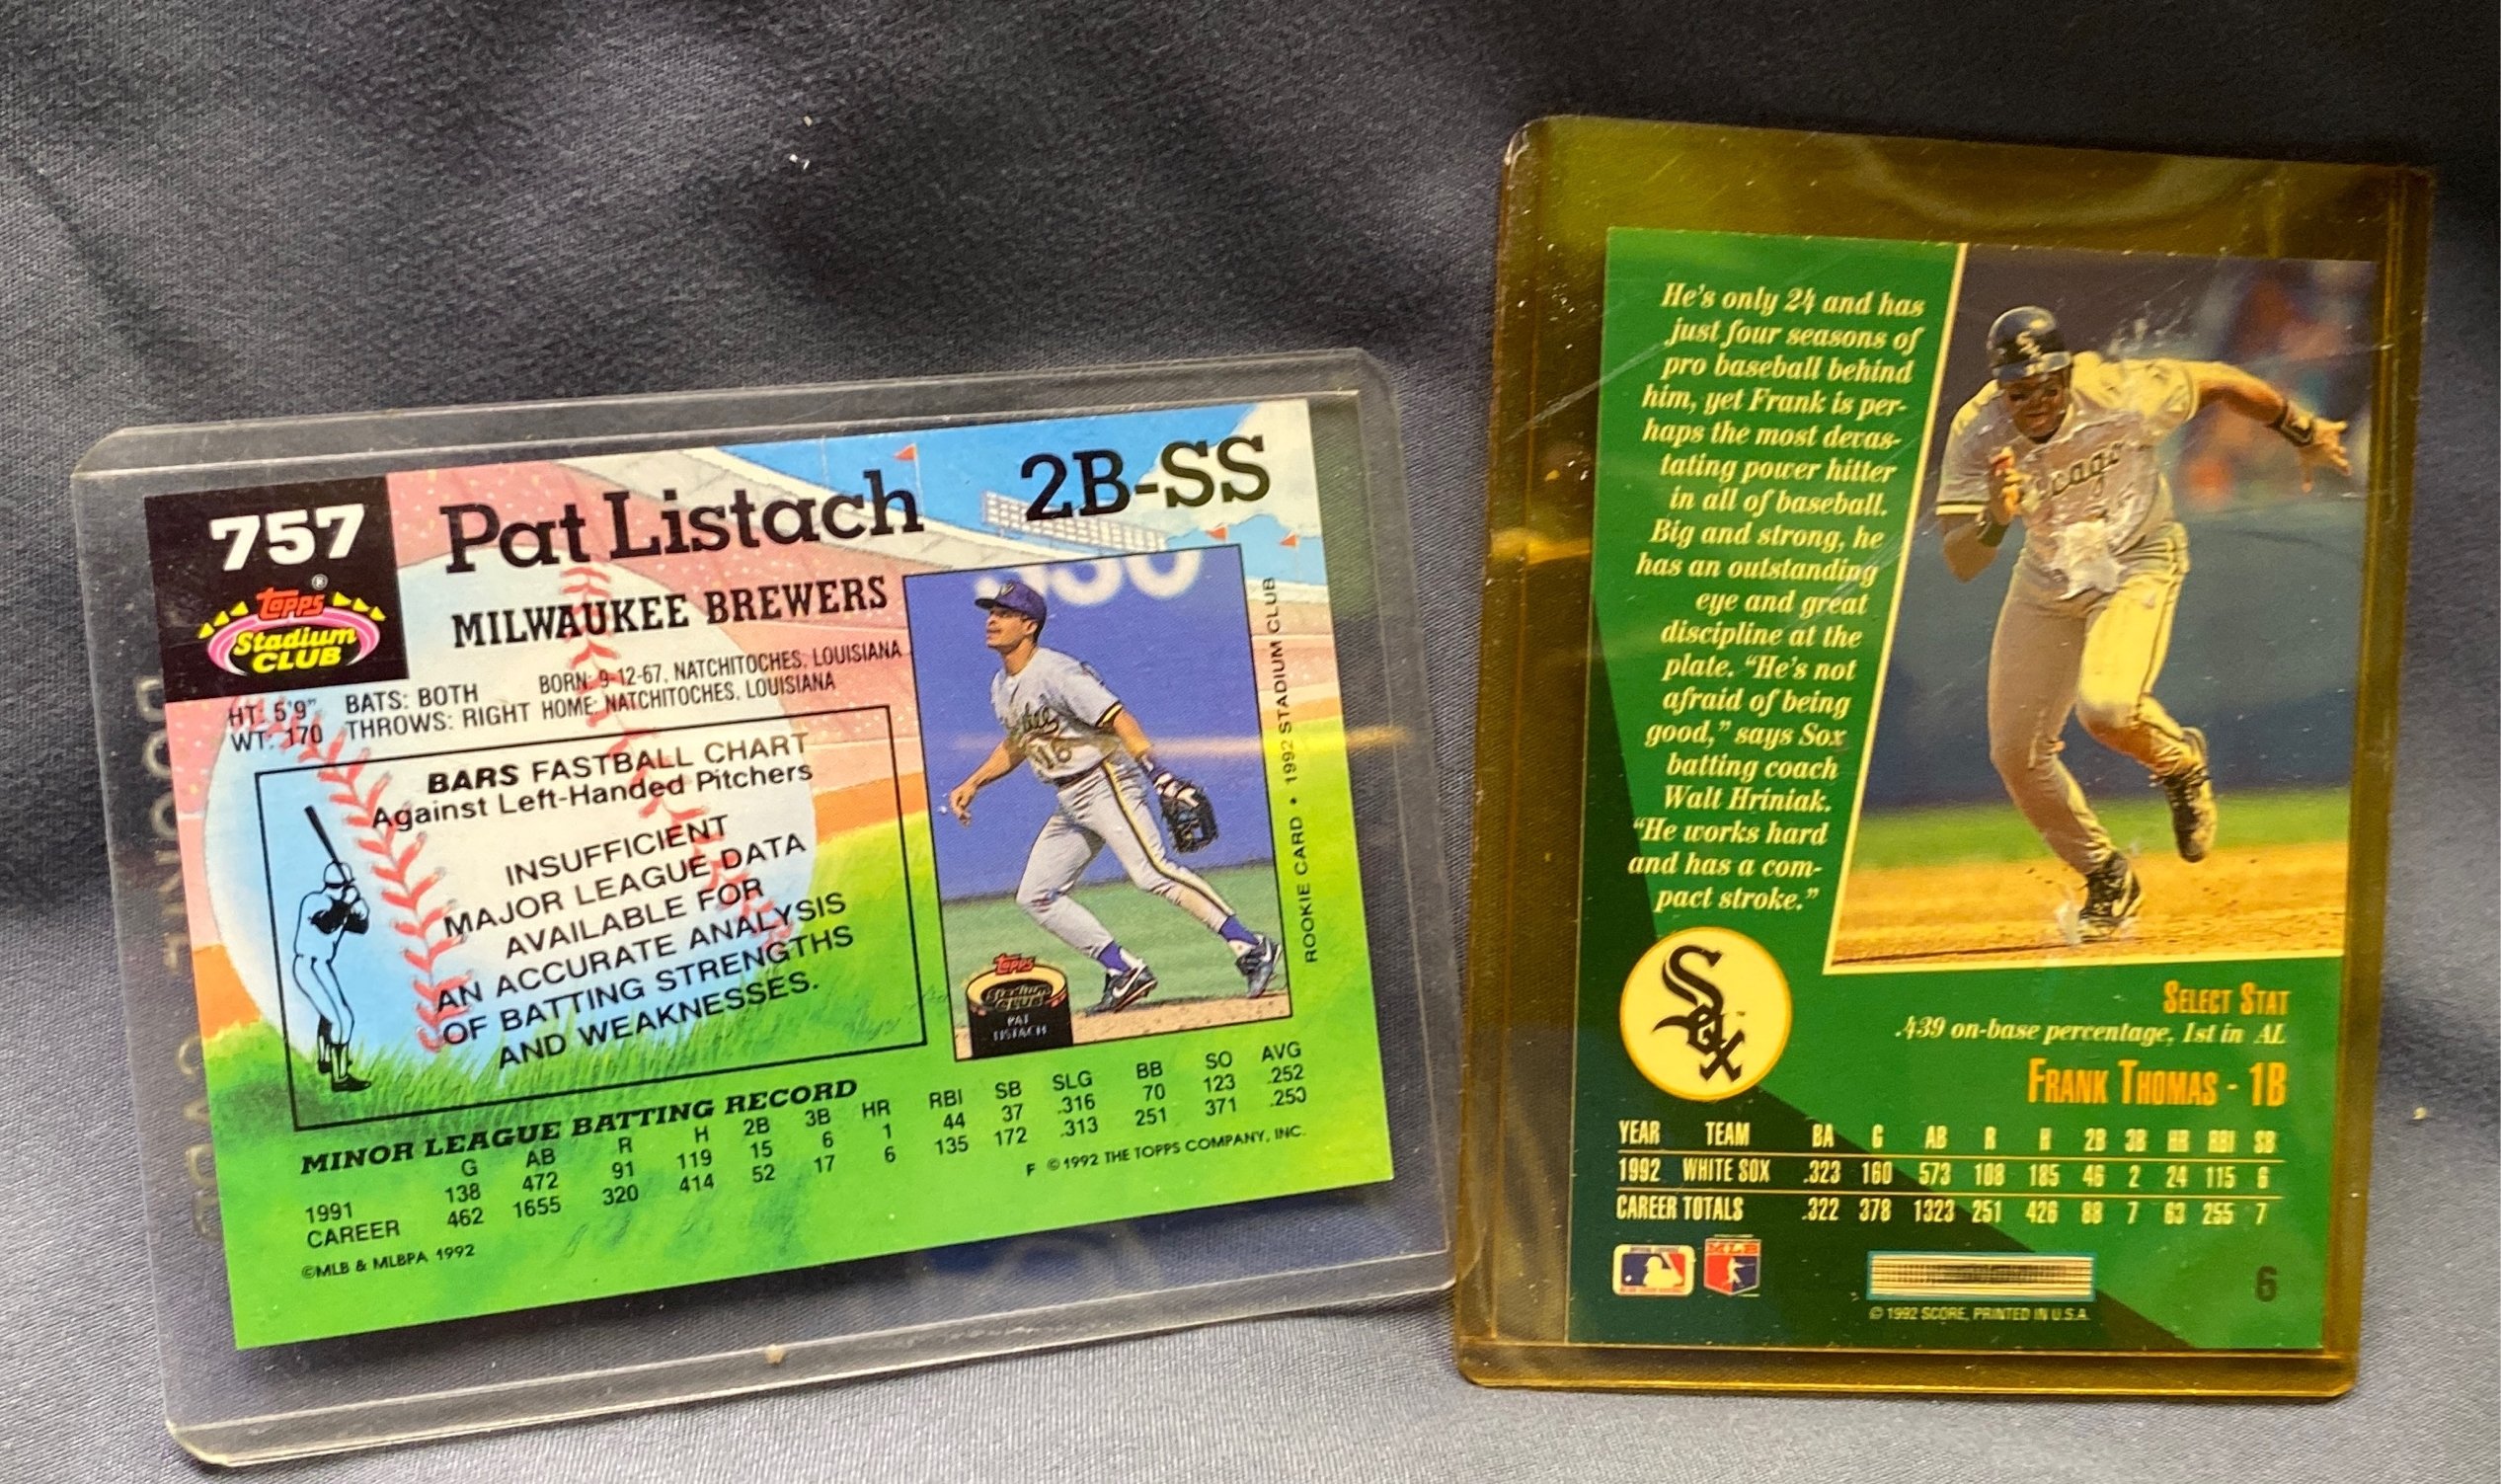 757
Topps
®
Stadium
CLUB
Pat Listach 2B-SS
MILWAUKEE BREWERS
HT: 5'9" BATS: BOTH BORN: 9-12-67, NATCHITOCHES, LOUISIANA
WT: 170 THROWS: RIGHT HOME: NATCHITOCHES, LOUISIANA
BARS FASTBALL CHART
Against Left-Handed Pitchers
INSUFFICIENT
MAJOR LEAGUE DATA
AVAILABLE FOR
AN ACCURATE ANALYSIS
OF BATTING STRENGTHS
AND WEAKNESSES.
330
16
Topps
Stadium
CLUB
PAT
LISTACH
ROOKIE CARD • 1992 STADIUM CLUB
MINOR LEAGUE BATTING RECORD
G AB R H 2B 3B HR RBI SB SLG BB SO AVG
1991 138 472 91 119 15 6 1 44 37 .316 70 123 .252
CAREER 462 1655 320 414 52 17 6 135 172 .313 251 371 .250
©MLB & MLBPA 1992
F © 1992 THE TOPPS COMPANY, INC.
He's only 24 and has
just four seasons of
pro baseball behind
him, yet Frank is per-
haps the most devas-
tating power hitter
in all of baseball.
Big and strong, he
has an outstanding
eye and great
discipline at the
plate. "He's not
afraid of being
good," says Sox
batting coach
Walt Hriniak.
"He works hard
and has a com-
pact stroke."
Sox
cago
Sox
SELECT STAT
.439 on-base percentage, 1st in AL
FRANK THOMAS - 1B
YEAR TEAM BA G AB R H 2B 3B HR RBI SB
1992 WHITE SOX .323 160 573 108 185 46 2 24 115 6
CAREER TOTALS .322 378 1323 251 426 88 7 63 255 7
MLB
6
© 1992 SCORE, PRINTED IN U.S.A.